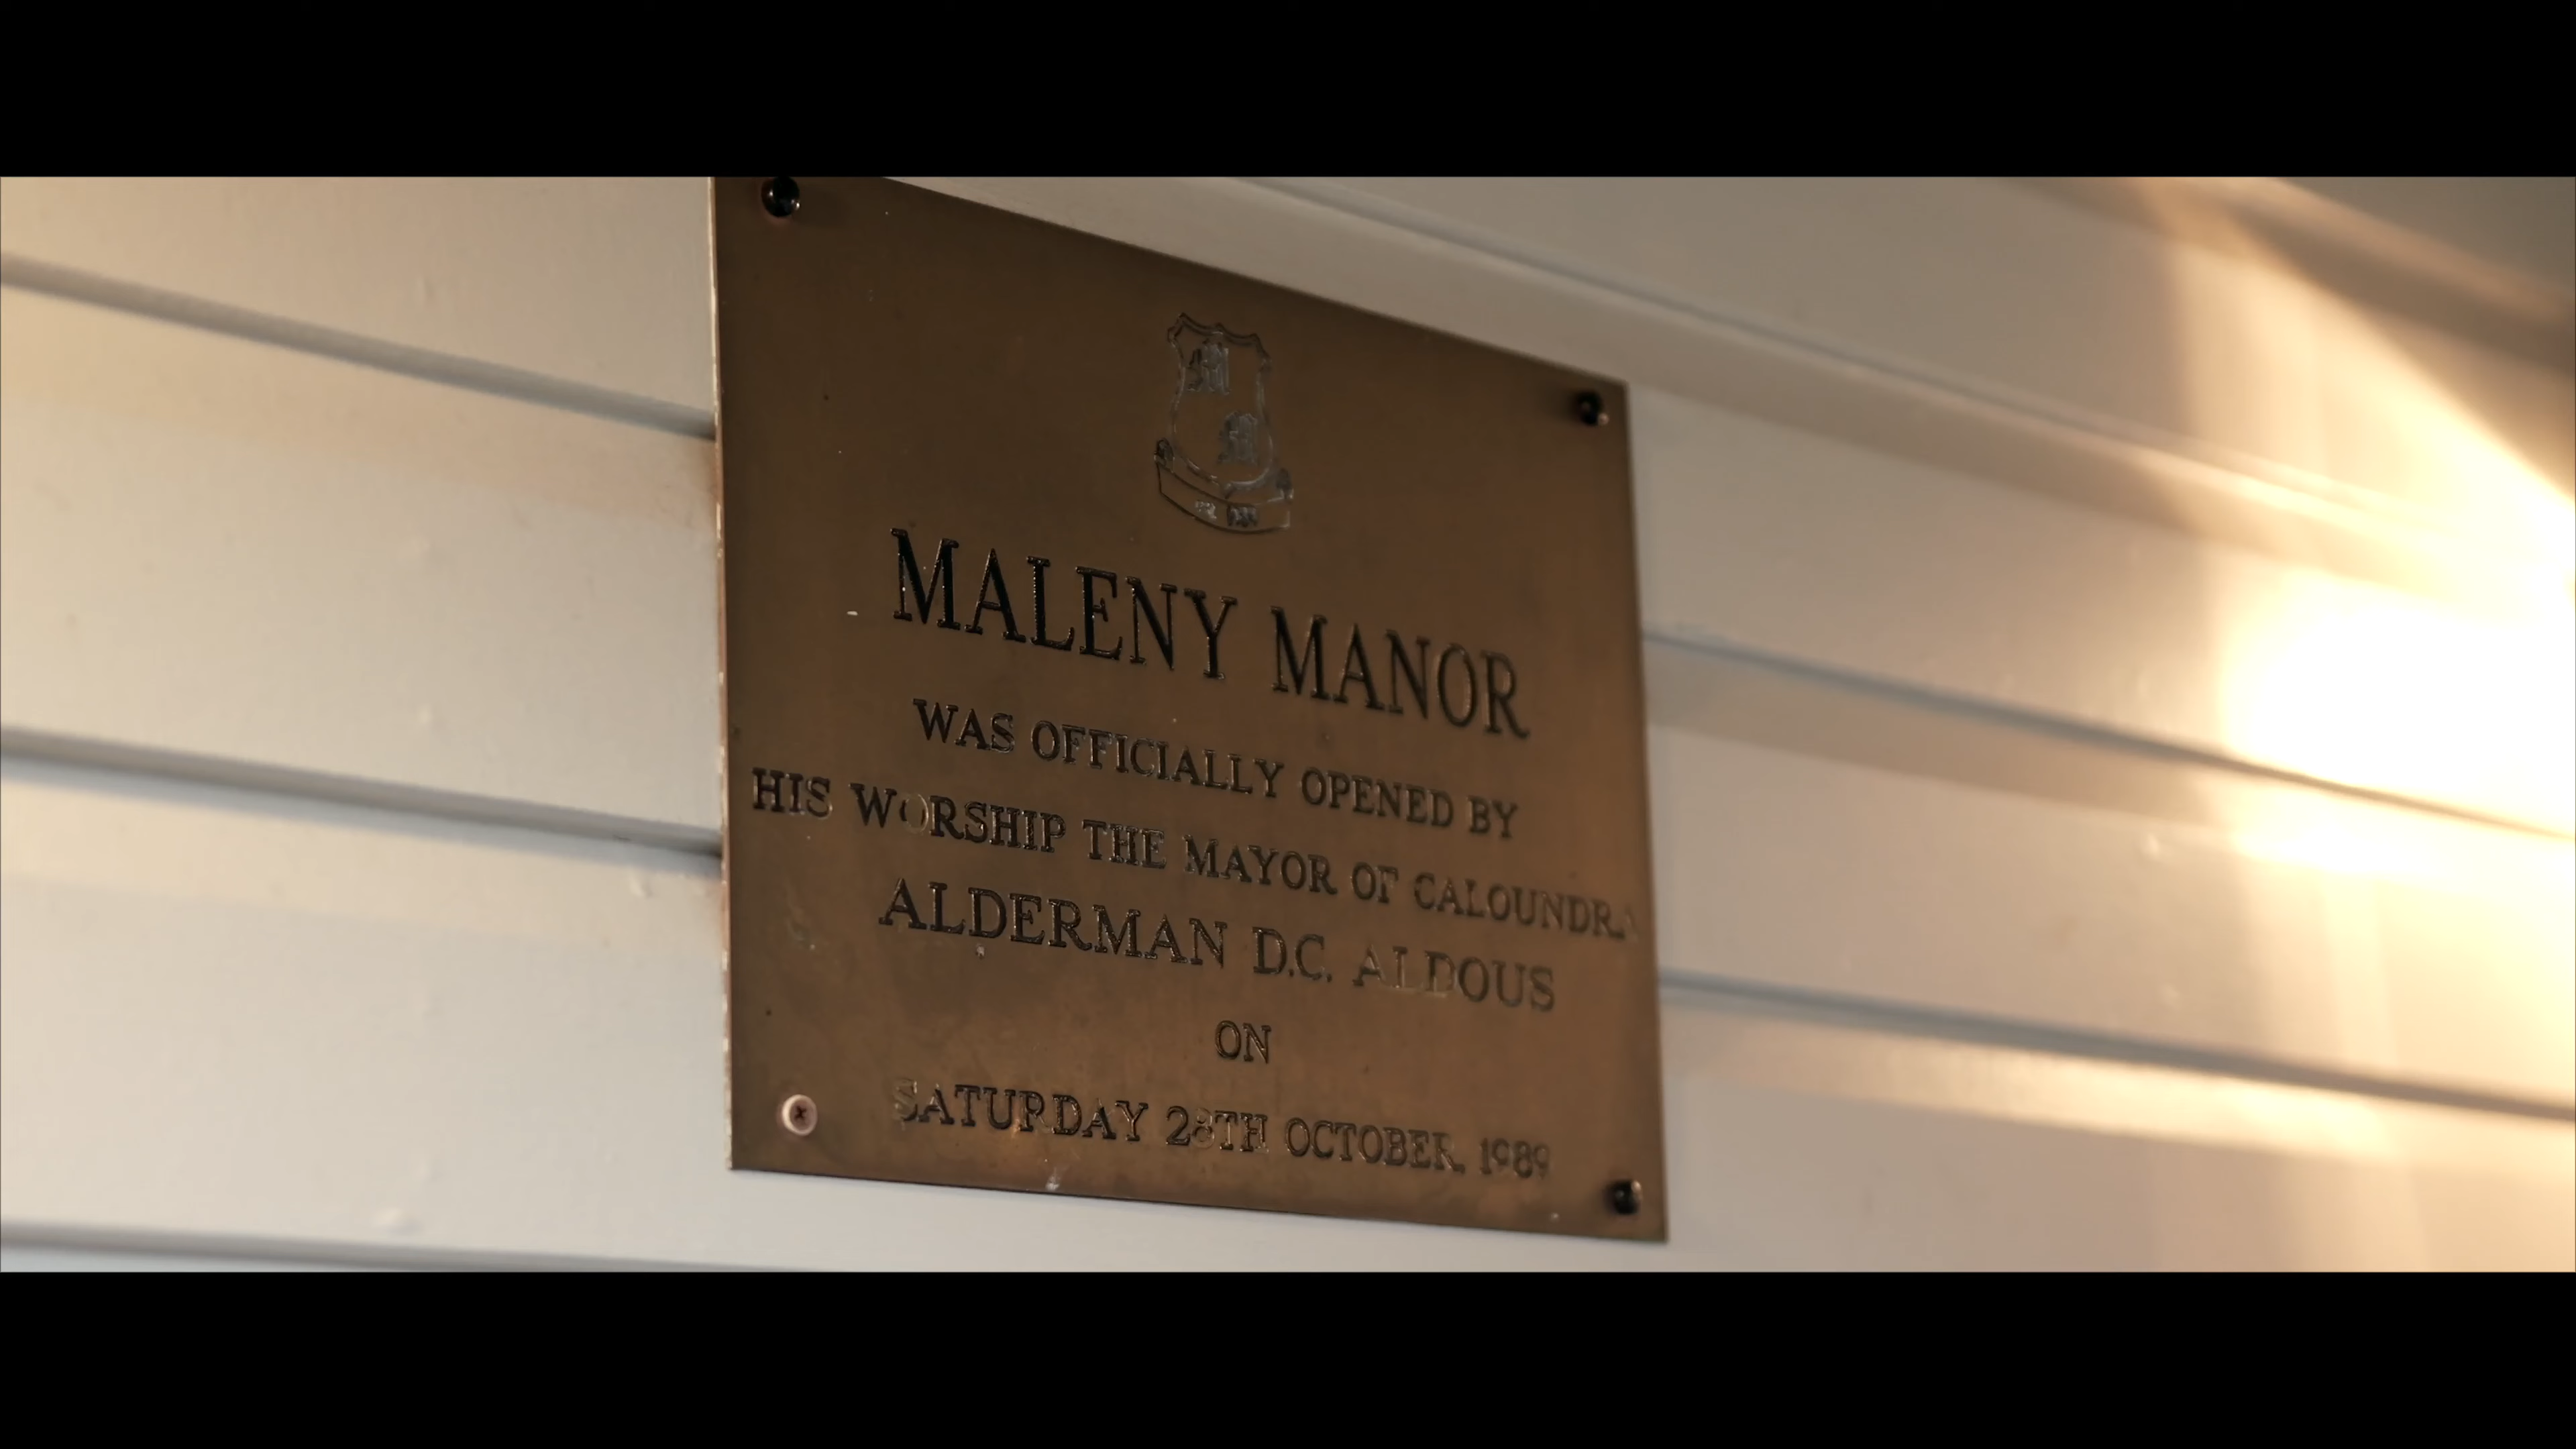 MALENY MANOR
WAS OFFICIALLY OPENED BY
HIS WORSHIP THE MAYOR OF CALOUNDRA
ALDERMAN D.C. ALDOUS
ON
SATURDAY 28TH OCTOBER, 1989